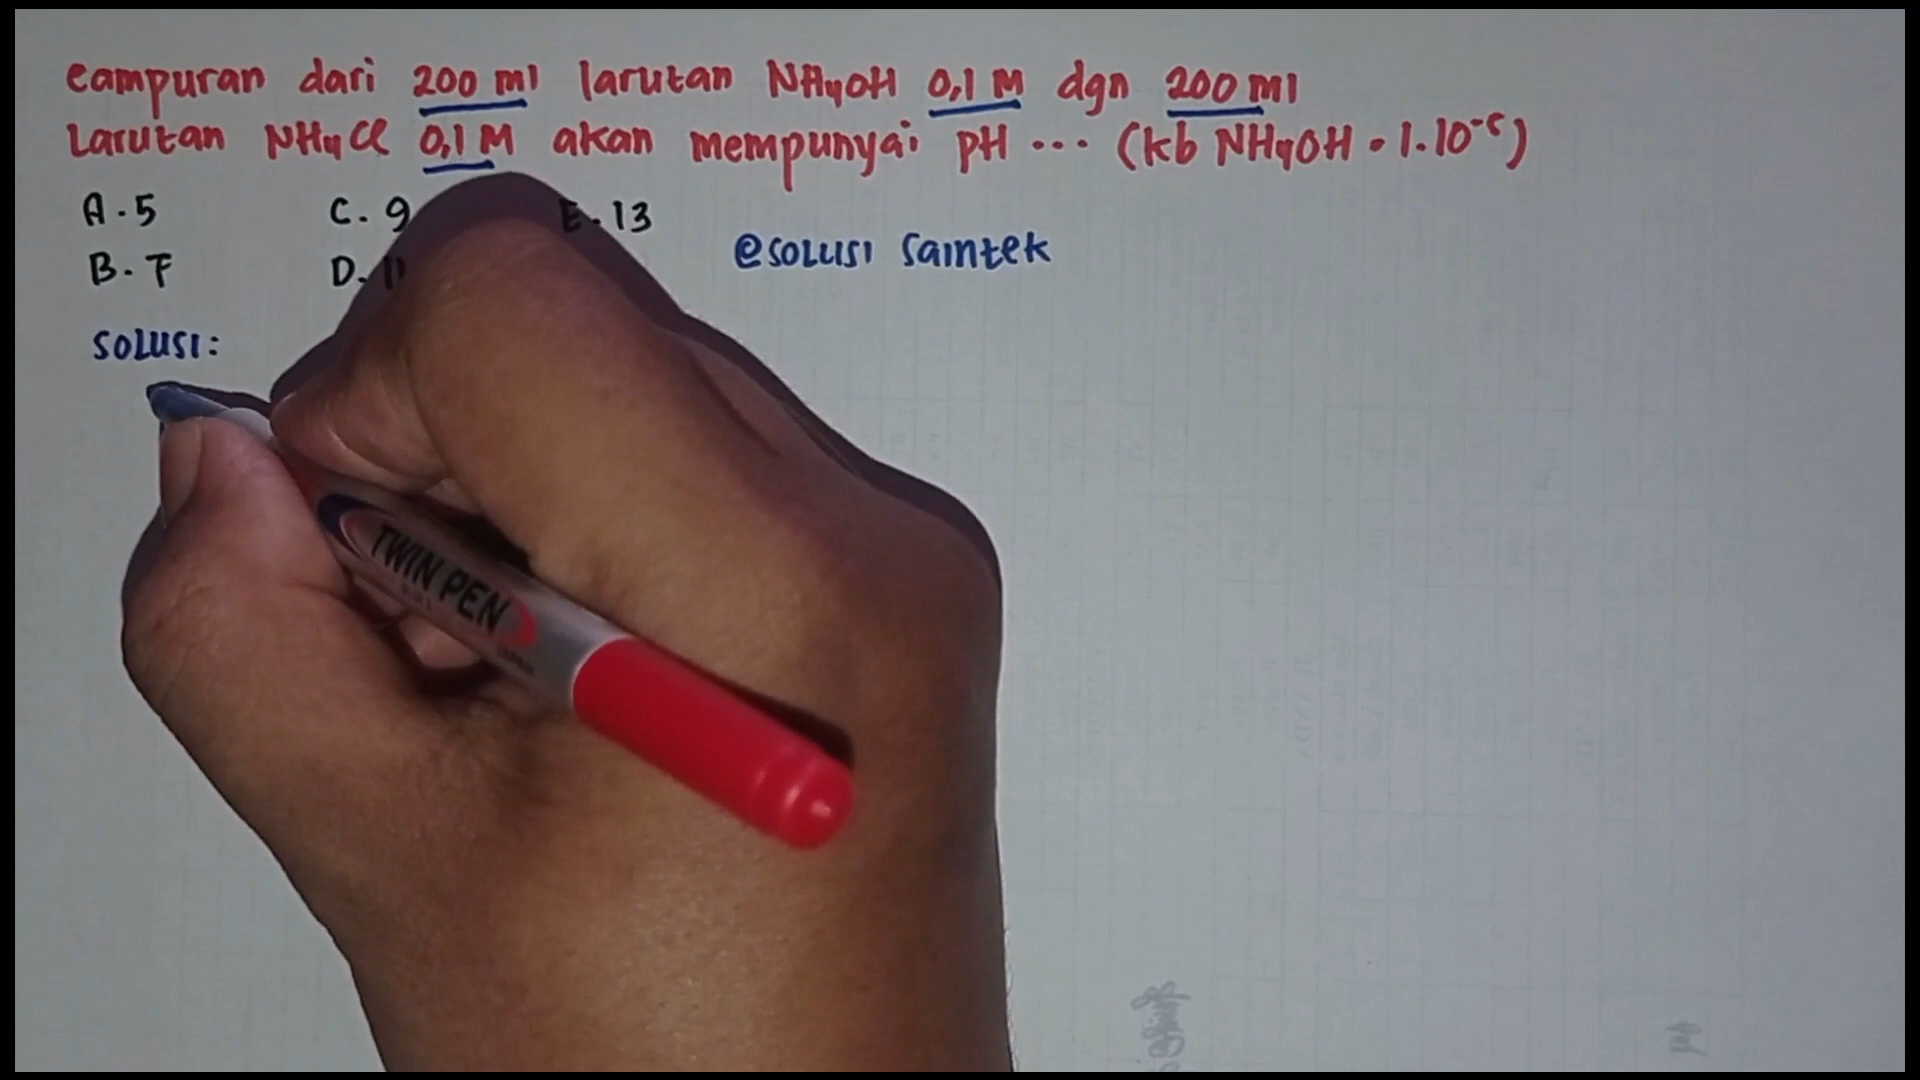 Campuran dari 200 ml larutan NH4OH 0,1 M dgn 200 ml
Larutan NH4Cl 0,1 M akan mempunyai pH ... (kb NH4OH = 1.10⁻⁵)
A. 5 C. 9 E. 13
B. 7 D. 11
@SOLUSI Saintek
SOLUSI:
TWIN PEN